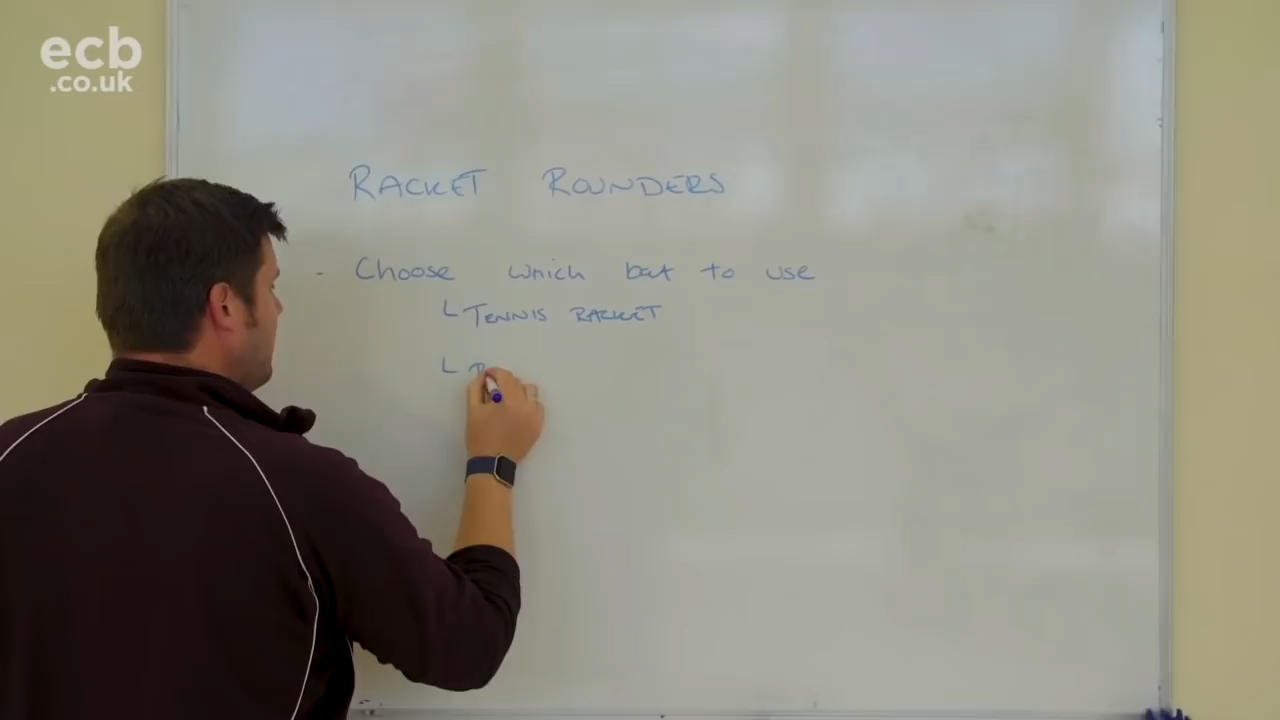 ecb
.co.uk
RACKET ROUNDERS
- Choose which bat to use
└ TENNIS RACKET
└